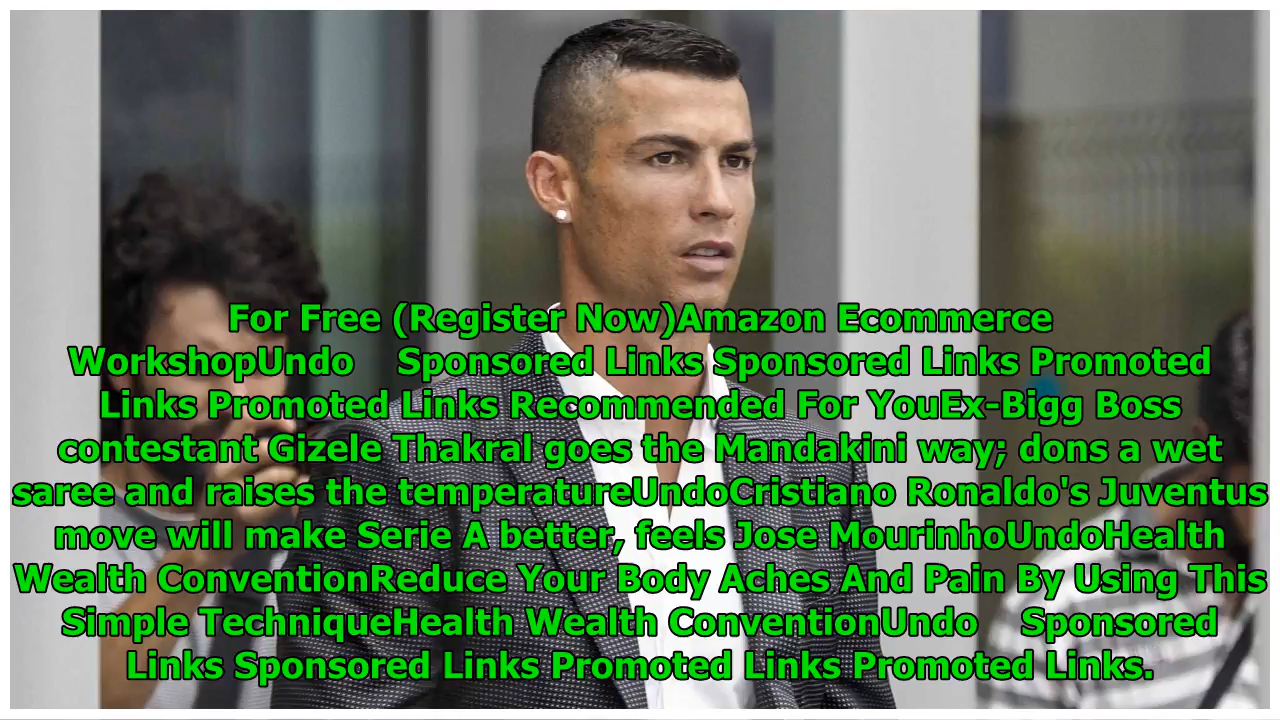 For Free (Register Now)Amazon Ecommerce
WorkshopUndo    Sponsored Links Sponsored Links Promoted
Links Promoted Links Recommended For YouEx-Bigg Boss
contestant Gizele Thakral goes the Mandakini way; dons a wet
saree and raises the temperatureUndoCristiano Ronaldo's Juventus
move will make Serie A better, feels Jose MourinhoUndoHealth
Wealth ConventionReduce Your Body Aches And Pain By Using This
Simple TechniqueHealth Wealth ConventionUndo    Sponsored
Links Sponsored Links Promoted Links Promoted Links.